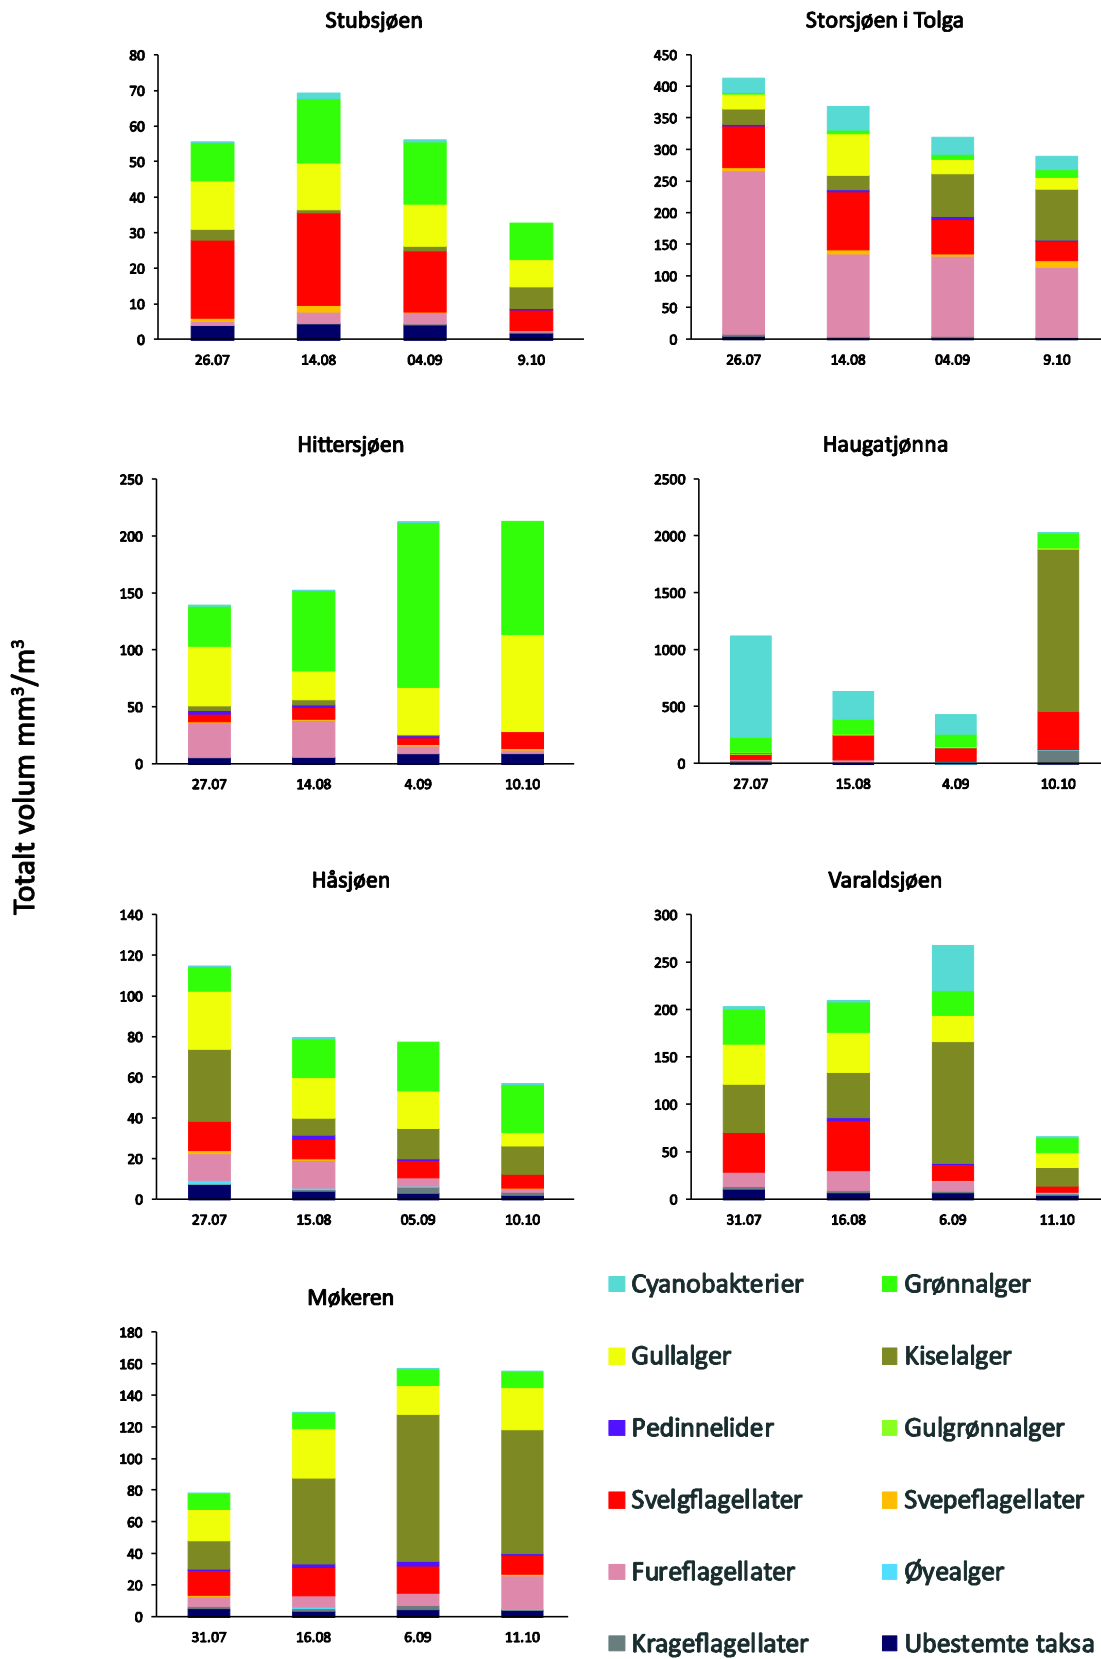 Totalt volum mm³/m³
Stubsjøen
80
70
60
50
40
30
20
10
0
26.07 14.08 04.09 9.10
Storsjøen i Tolga
450
400
350
300
250
200
150
100
50
0
26.07 14.08 04.09 9.10
Hittersjøen
250
200
150
100
50
0
27.07 14.08 4.09 10.10
Haugatjønna
2500
2000
1500
1000
500
0
27.07 15.08 4.09 10.10
Håsjøen
140
120
100
80
60
40
20
0
27.07 15.08 05.09 10.10
Varaldsjøen
300
250
200
150
100
50
0
31.07 16.08 6.09 11.10
Møkeren
180
160
140
120
100
80
60
40
20
0
31.07 16.08 6.09 11.10
Cyanobakterier Grønnalger
Gullalger Kiselalger
Pedinnelider Gulgrønnalger
Svelgflagellater Svepeflagellater
Fureflagellater Øyealger
Krageflagellater Ubestemte taksa